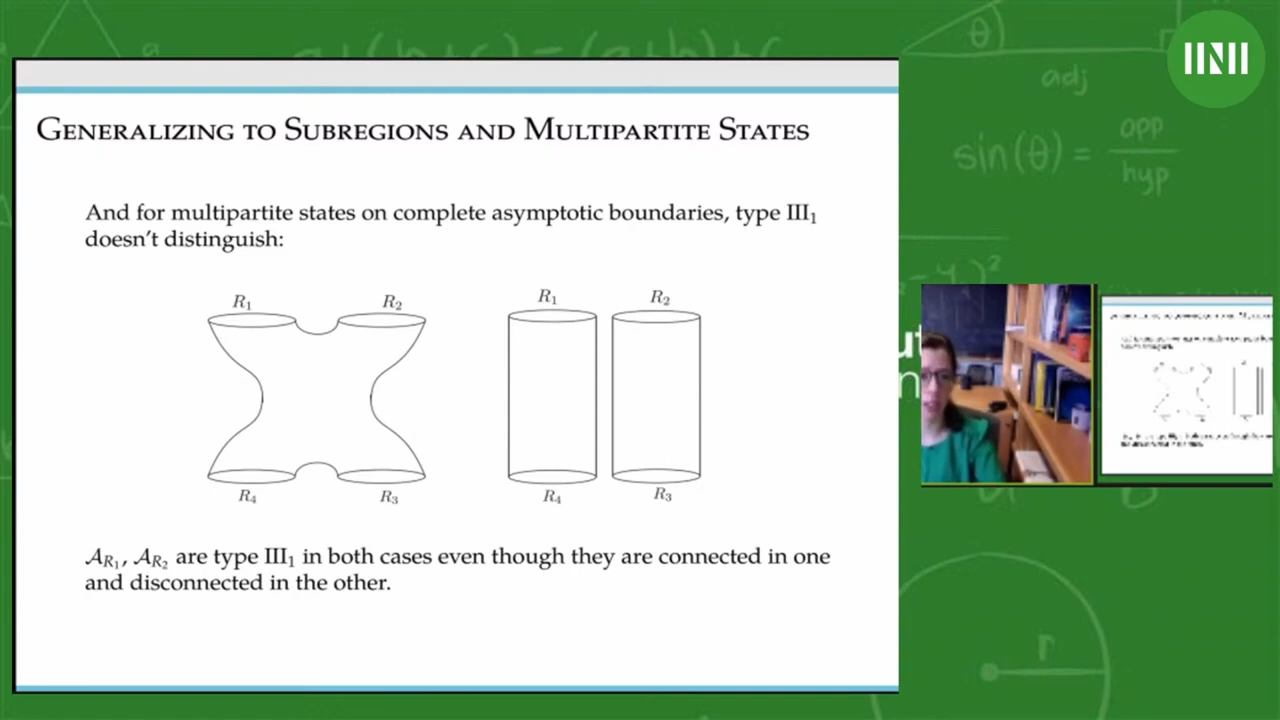 a+(b+c)=(a+b)+c
θ
adj
sin(θ) = opp
hyp
GENERALIZING TO SUBREGIONS AND MULTIPARTITE STATES
And for multipartite states on complete asymptotic boundaries, type III₁
doesn't distinguish:
R₁ R₂ R₁ R₂
R₄ R₃ R₄ R₃
𝒜R₁, 𝒜R₂ are type III₁ in both cases even though they are connected in one
and disconnected in the other.
r